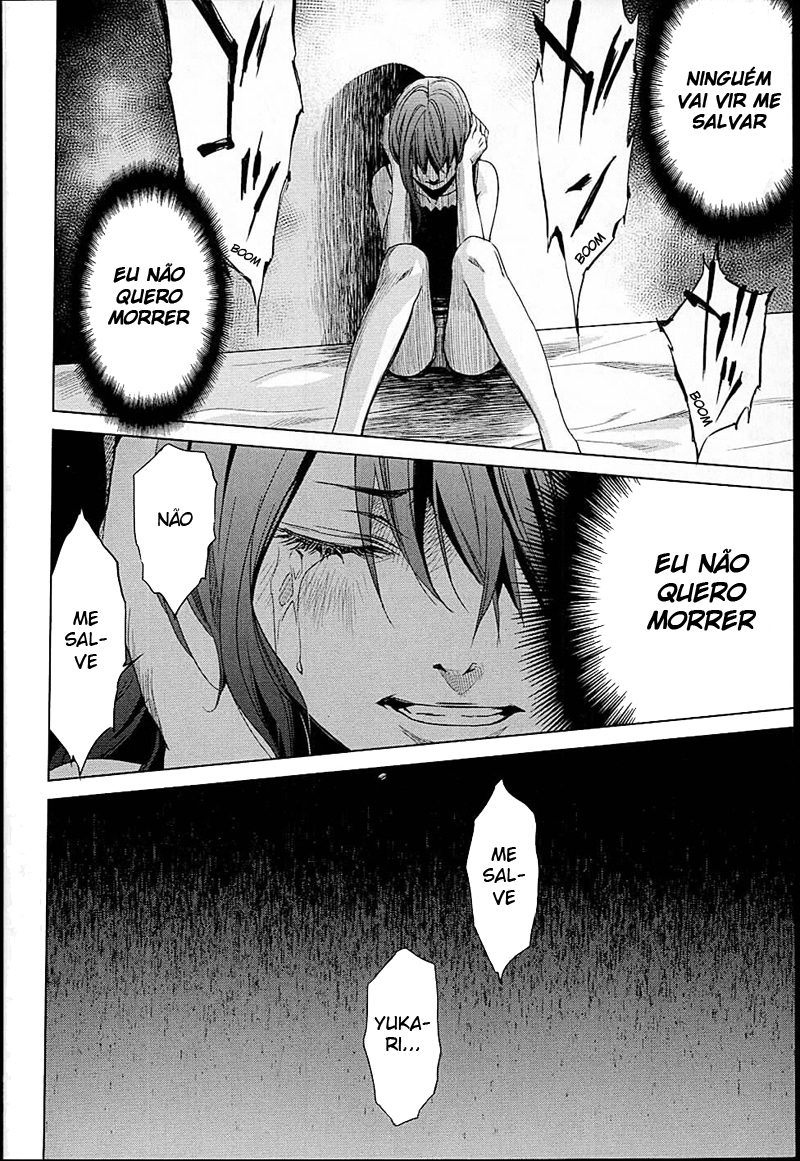 NINGUÉM
VAI VIR ME
SALVAR
BOOM
BOOM
BOOM
EU NÃO
QUERO
MORRER
EU NÃO
QUERO
MORRER
NÃO
ME
SAL-
VE
ME
SAL-
VE
YUKA-
RI...